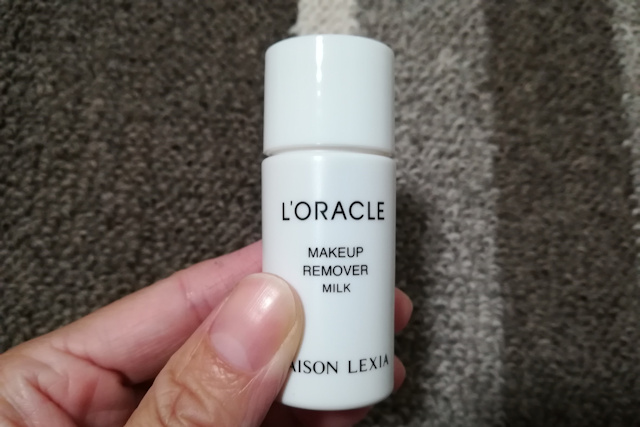 L'ORACLE
MAKEUP
REMOVER
MILK
AISON LEXIA